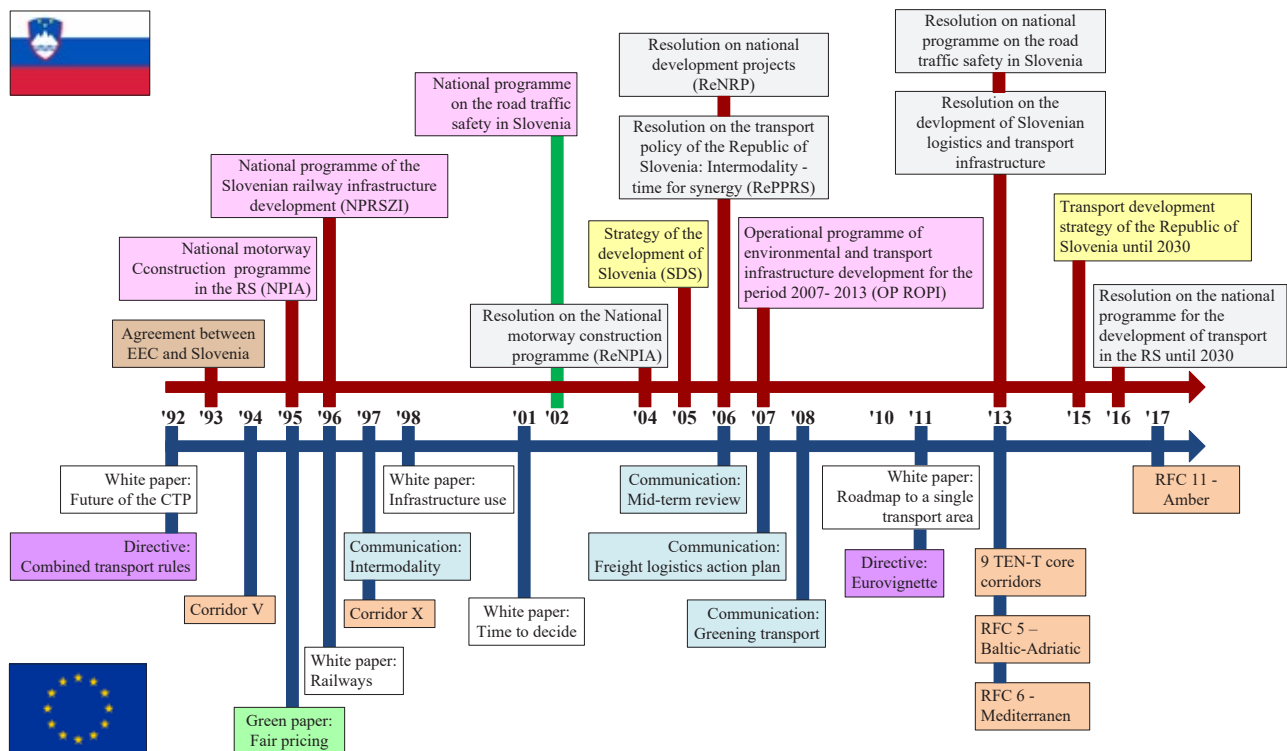 Resolution on national
development projects
(ReNRP)
Resolution on national
programme on the road
traffic safety in Slovenia
National programme
on the road traffic
safety in Slovenia
Resolution on the transport
policy of the Republic of
Slovenia: Intermodality -
time for synergy (RePPRS)
Resolution on the
devlopment of Slovenian
logistics and transport
infrastructure
National programme of the
Slovenian railway infrastructure
development (NPRSZI)
National motorway
Cconstruction programme
in the RS (NPIA)
Strategy of the
development of
Slovenia (SDS)
Operational programme of
environmental and transport
infrastructure development for the
period 2007- 2013 (OP ROPI)
Transport development
strategy of the Republic of
Slovenia until 2030
Agreement between
EEC and Slovenia
Resolution on the National
motorway construction
programme (ReNPIA)
Resolution on the national
programme for the
development of transport
in the RS until 2030
'92 '93 '94 '95 '96 '97 '98 '01 '02 '04 '05 '06 '07 '08 '10 '11 '13 '15 '16 '17
White paper:
Future of the CTP
Directive:
Combined transport rules
Corridor V
Green paper:
Fair pricing
White paper:
Railways
Communication:
Intermodality
Corridor X
White paper:
Infrastructure use
White paper:
Time to decide
Communication:
Mid-term review
Communication:
Freight logistics action plan
Communication:
Greening transport
White paper:
Roadmap to a single
transport area
Directive:
Eurovignette
9 TEN-T core
corridors
RFC 5 –
Baltic-Adriatic
RFC 6 -
Mediterranen
RFC 11 -
Amber